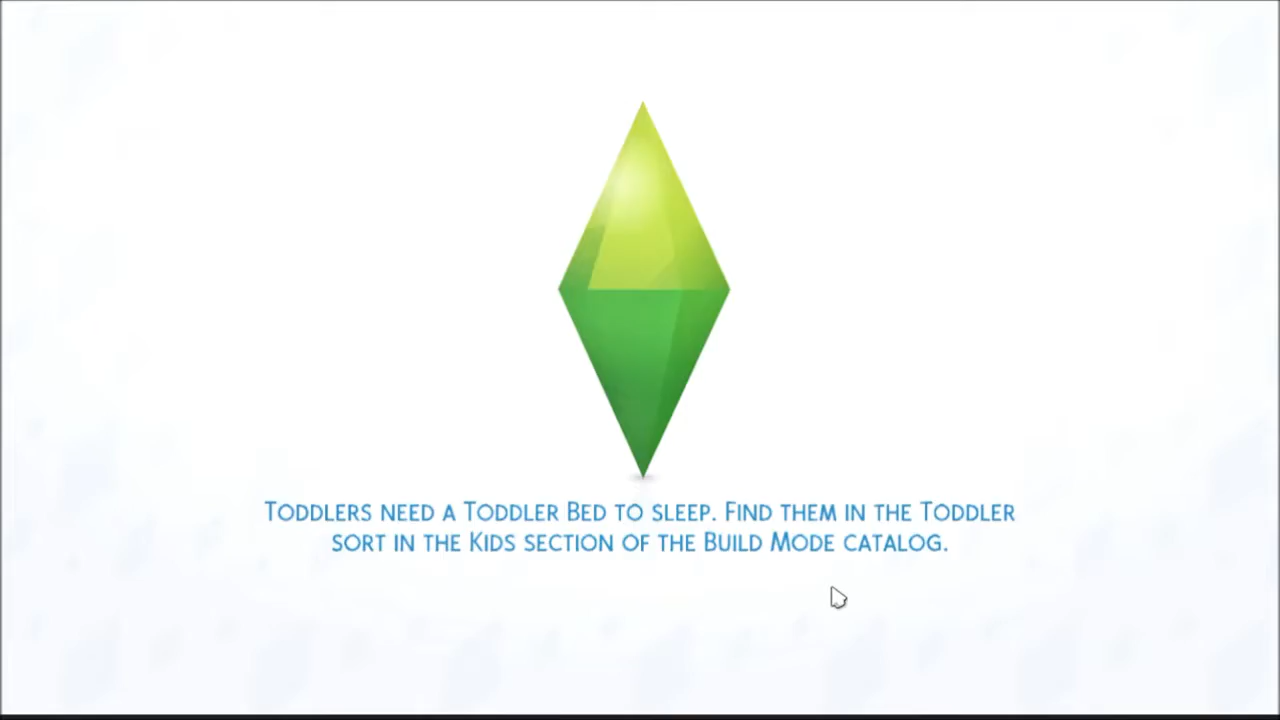 Toddlers need a Toddler Bed to sleep. Find them in the Toddler
sort in the Kids section of the Build Mode catalog.